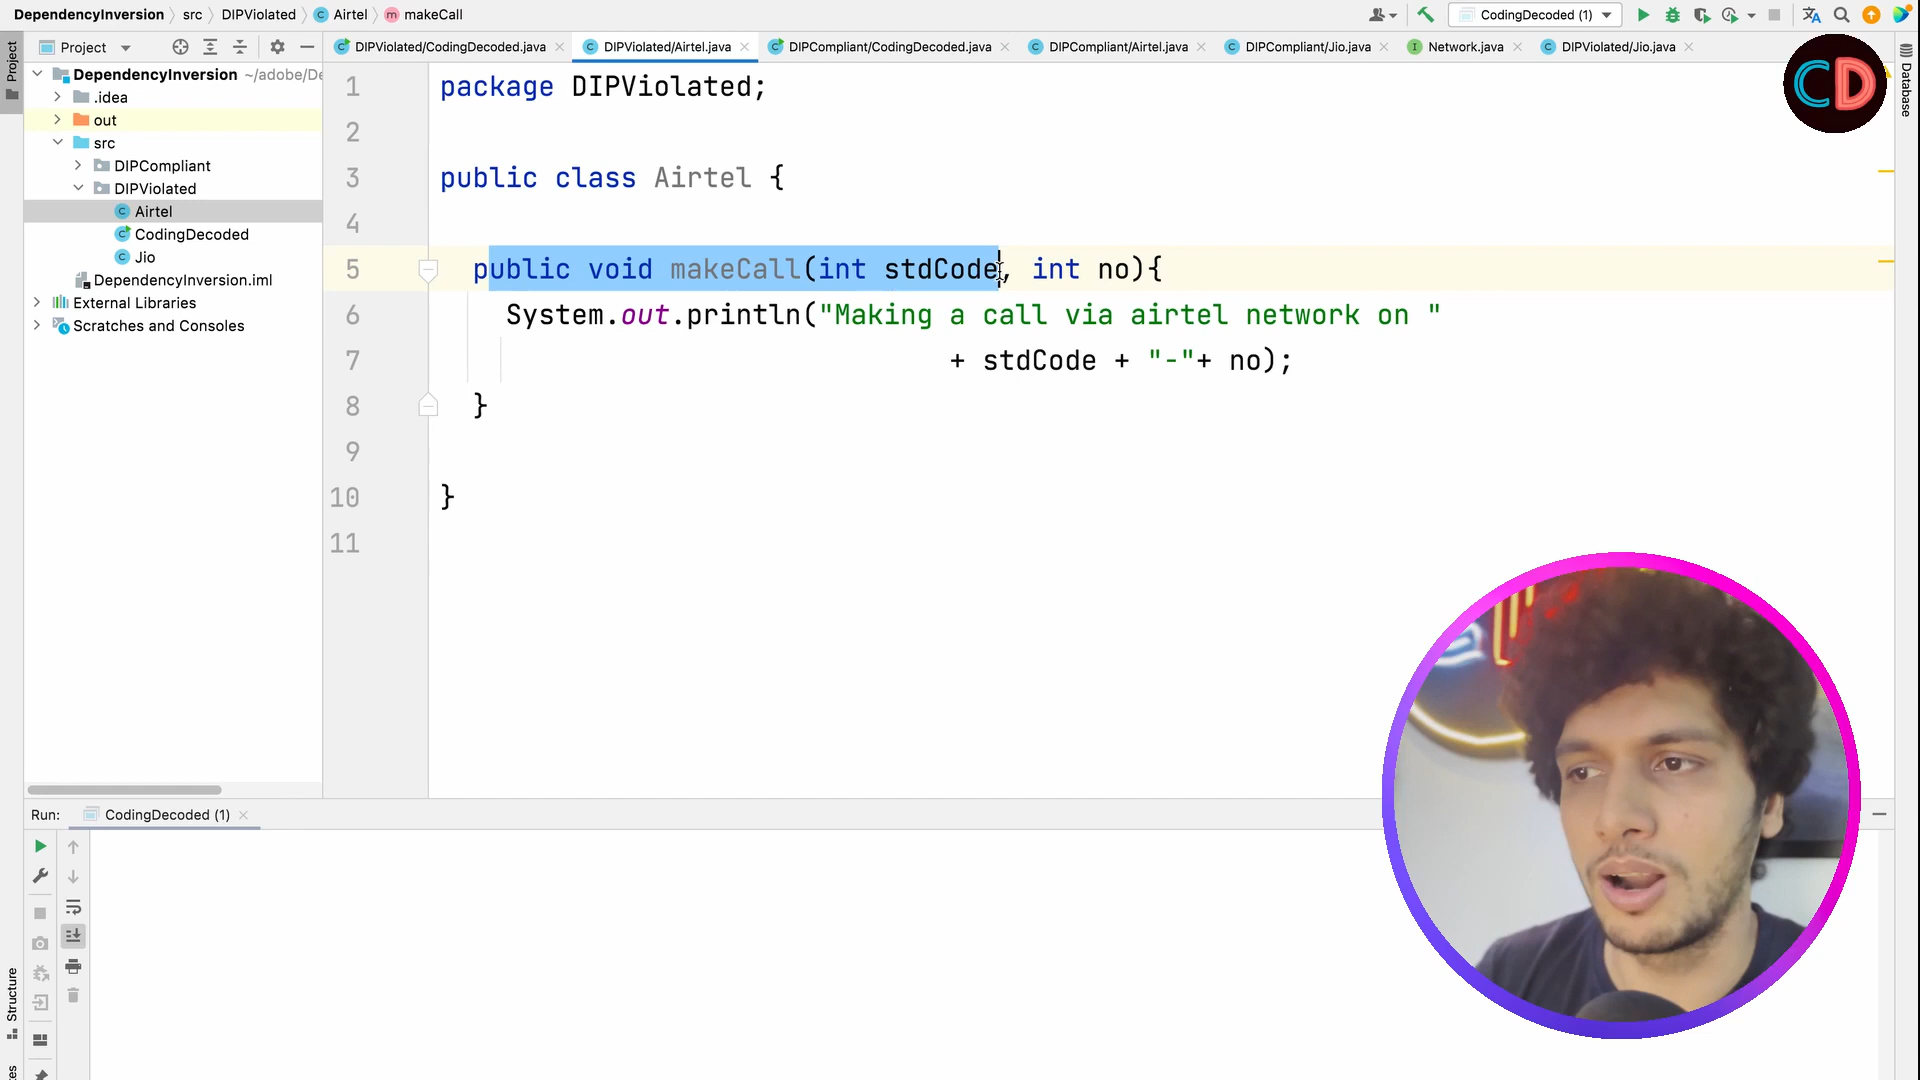 DependencyInversion src DIPViolated Airtel makeCall CodingDecoded (1)
Project DIPViolated/CodingDecoded.java DIPViolated/Airtel.java DIPCompliant/CodingDecoded.java DIPCompliant/Airtel.java DIPCompliant/Jio.java Network.java DIPViolated/Jio.java
Project
Database
CD
DependencyInversion ~/adobe/De
.idea
out
src
DIPCompliant
DIPViolated
Airtel
CodingDecoded
Jio
DependencyInversion.iml
External Libraries
Scratches and Consoles
1 package DIPViolated;
2
3 public class Airtel {
4
5 public void makeCall(int stdCode, int no){
6 System.out.println("Making a call via airtel network on "
7 + stdCode + "-"+ no);
8 }
9
10 }
11
Run: CodingDecoded (1)
Structure